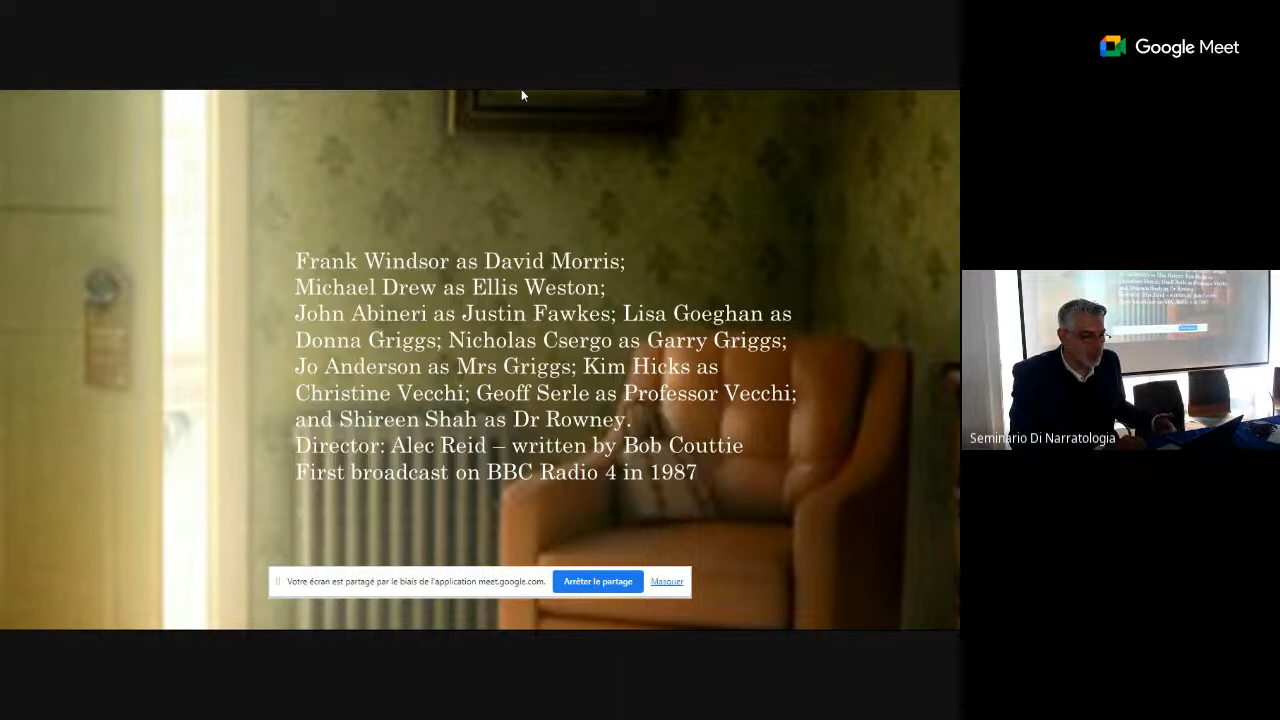 Google Meet
Frank Windsor as David Morris;
Michael Drew as Ellis Weston;
John Abineri as Justin Fawkes; Lisa Goeghan as
Donna Griggs; Nicholas Csergo as Garry Griggs;
Jo Anderson as Mrs Griggs; Kim Hicks as
Christine Vecchi; Geoff Serle as Professor Vecchi;
and Shireen Shah as Dr Rowney.
Director: Alec Reid – written by Bob Couttie
First broadcast on BBC Radio 4 in 1987
Votre écran est partagé par le biais de l'application meet.google.com. Arrêter le partage Masquer
Seminario Di Narratologia